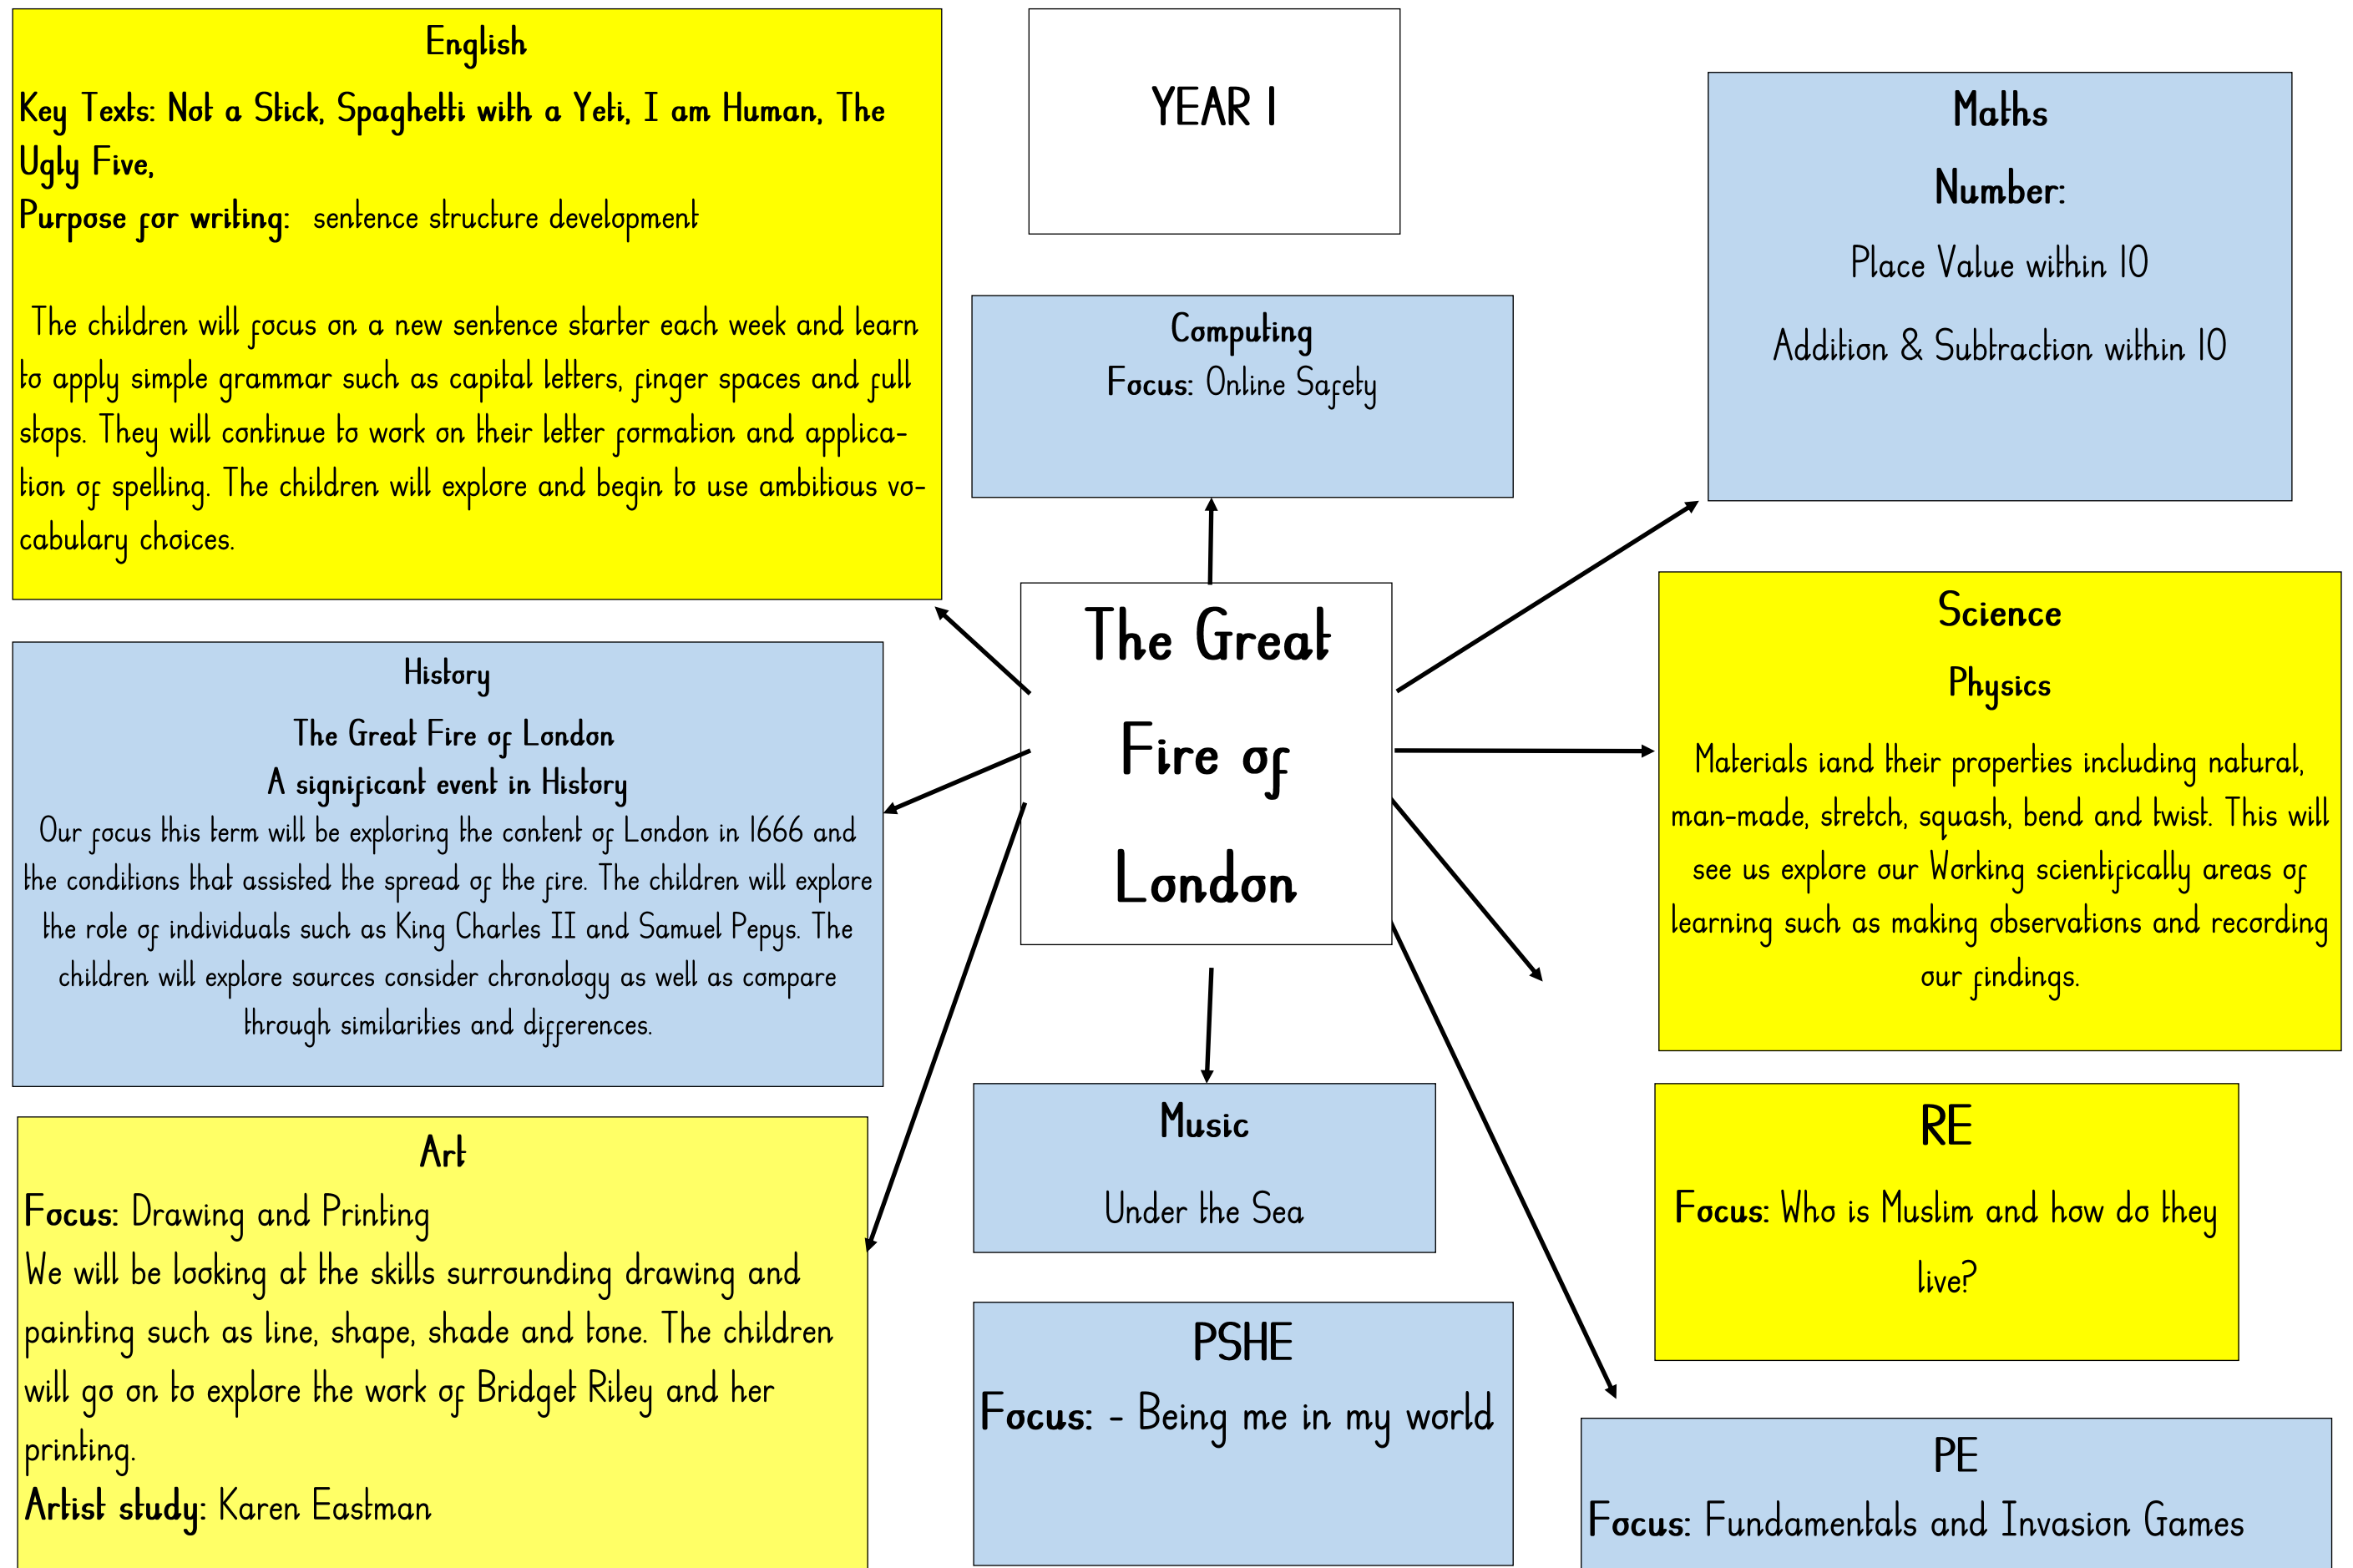 English
Key Texts: Not a Stick, Spaghetti with a Yeti, I am Human, The
Ugly Five,
Purpose for writing: sentence structure development
The children will focus on a new sentence starter each week and learn
to apply simple grammar such as capital letters, finger spaces and full
stops. They will continue to work on their letter formation and applica-
tion of spelling. The children will explore and begin to use ambitious vo-
cabulary choices.
YEAR 1
Computing
Focus: Online Safety
Maths
Number:
Place Value within 10
Addition & Subtraction within 10
History
The Great Fire of London
A significant event in History
Our focus this term will be exploring the content of London in 1666 and
the conditions that assisted the spread of the fire. The children will explore
the role of individuals such as King Charles II and Samuel Pepys. The
children will explore sources consider chronology as well as compare
through similarities and differences.
The Great
Fire of
London
Science
Physics
Materials iand their properties including natural,
man-made, stretch, squash, bend and twist. This will
see us explore our Working scientifically areas of
learning such as making observations and recording
our findings.
Art
Focus: Drawing and Printing
We will be looking at the skills surrounding drawing and
painting such as line, shape, shade and tone. The children
will go on to explore the work of Bridget Riley and her
printing.
Artist study: Karen Eastman
Music
Under the Sea
PSHE
Focus: - Being me in my world
RE
Focus: Who is Muslim and how do they
live?
PE
Focus: Fundamentals and Invasion Games